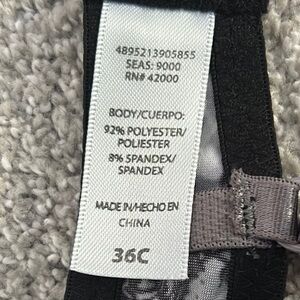 4895213905855
SEAS: 9000
RN# 42000
BODY/CUERPO:
92% POLYESTER/
POLIESTER
8% SPANDEX/
SPANDEX
MADE IN/HECHO EN
CHINA
36C